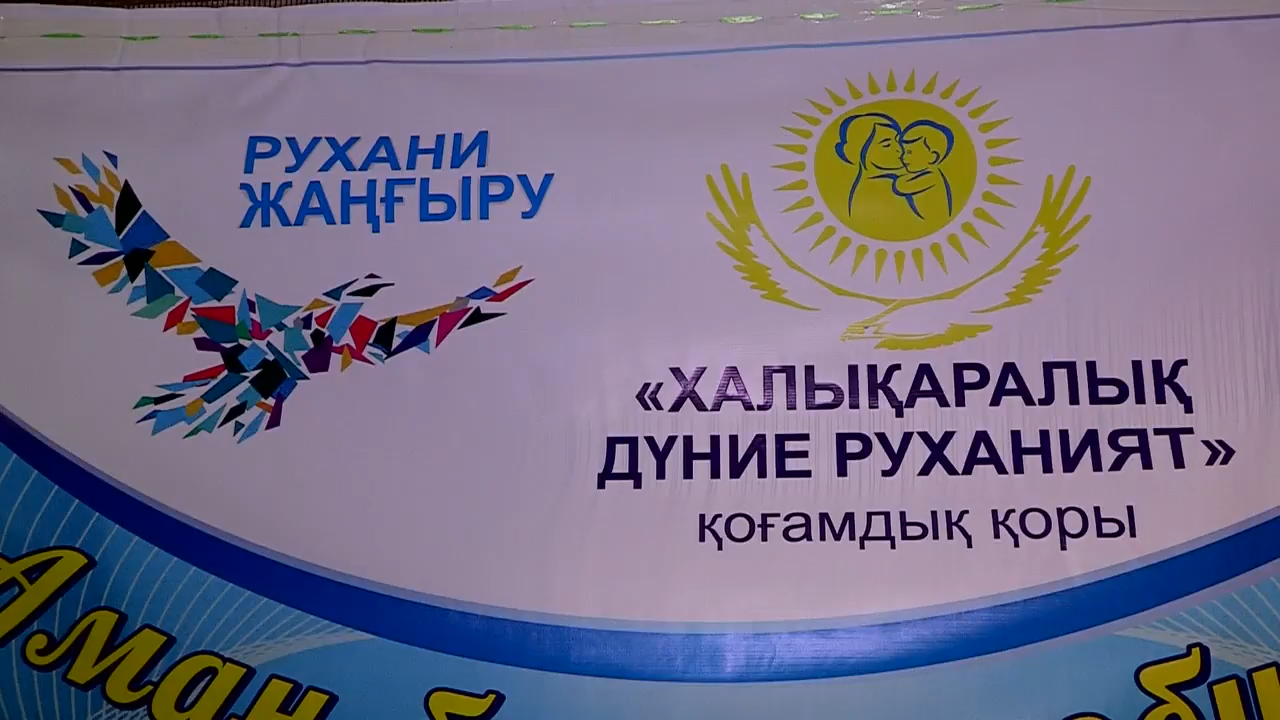 РУХАНИ
ЖАҢҒЫРУ
«ХАЛЫҚАРАЛЫҚ
ДҮНИЕ РУХАНИЯТ»
қоғамдық қоры